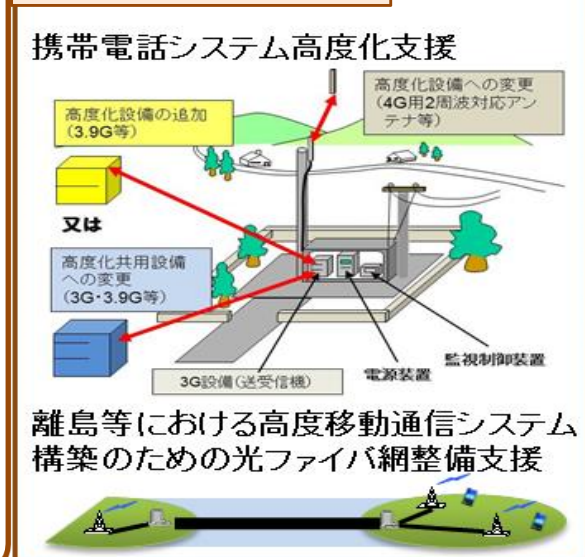 携帯電話システム高度化支援
高度化設備の追加
(3.9G等)
高度化設備への変更
(4G用2周波対応アン
テナ等)
又は
高度化共用設備
への変更
(3G・3.9G等)
3G設備(送受信機)
電源装置
監視制御装置
離島等における高度移動通信システム
構築のための光ファイバ網整備支援